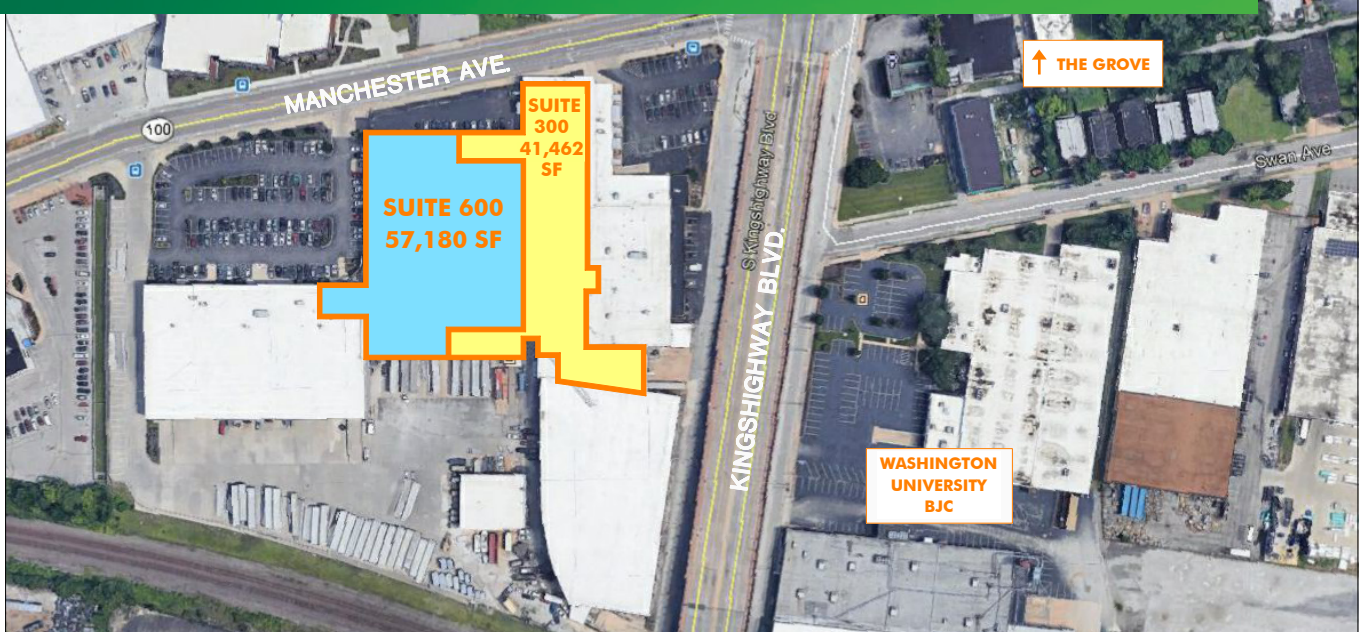 THE GROVE
MANCHESTER AVE.
100
SUITE
300
41,462
SF
SUITE 600
57,180 SF
S Kingshighway Blvd
KINGSHIGHWAY BLVD.
Swan Ave
WASHINGTON
UNIVERSITY
BJC